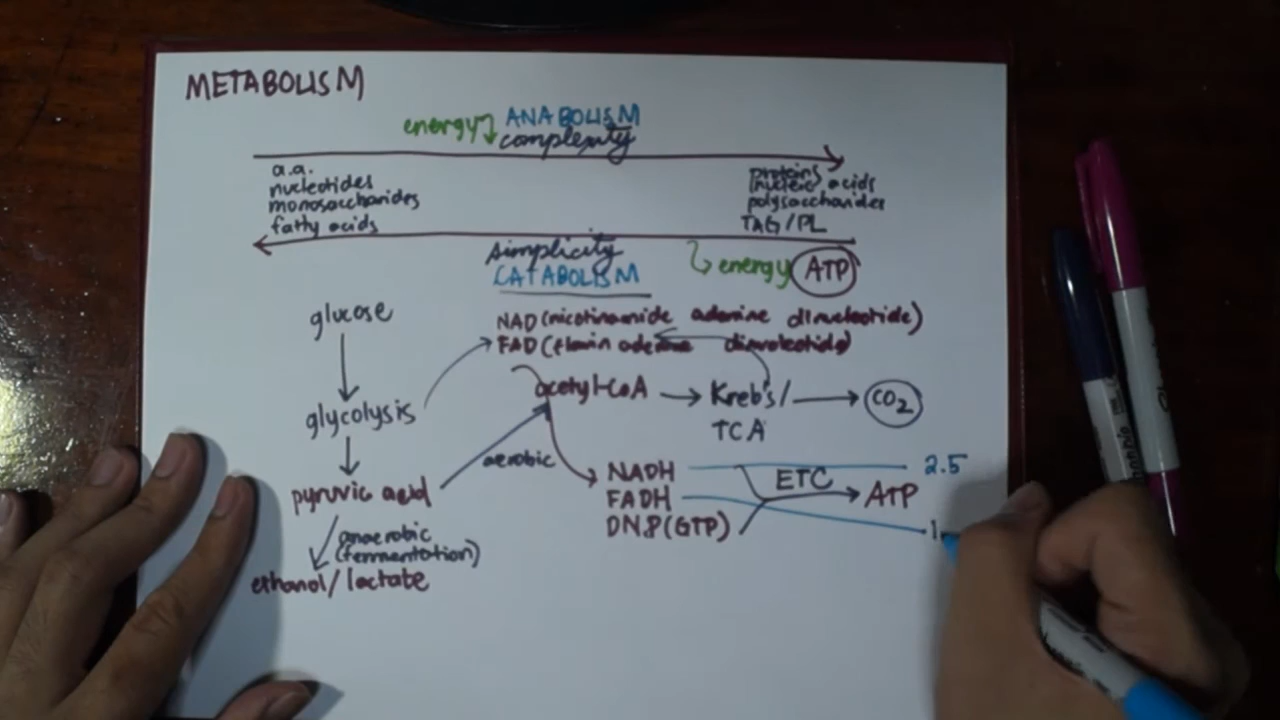 METABOLISM
energy ANABOLISM
complexity
a.a.
nucleotides
monosaccharides
fatty acids
proteins
nucleic acids
polysaccharides
TAG/PL
simplicity
CATABOLISM
energy ATP
glucose
glycolysis
pyruvic acid
anaerobic
(fermentation)
ethanol/lactate
aerobic
NAD (nicotinamide adenine dinucleotide)
FAD (flavin adenine dinucleotide)
acetyl-CoA
Kreb's/
TCA
CO2
NADH
FADH
(GTP)
ETC
ATP
2.5
1.